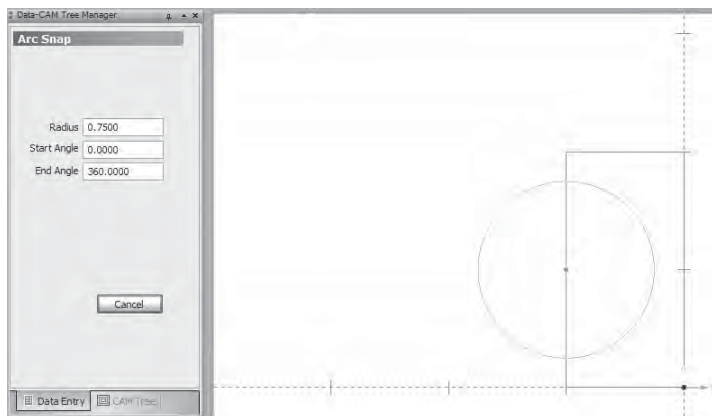 Data-CAM Tree Manager
Arc Snap
Radius 0.7500
Start Angle 0.0000
End Angle 360.0000
Cancel
Data Entry CAM Tree